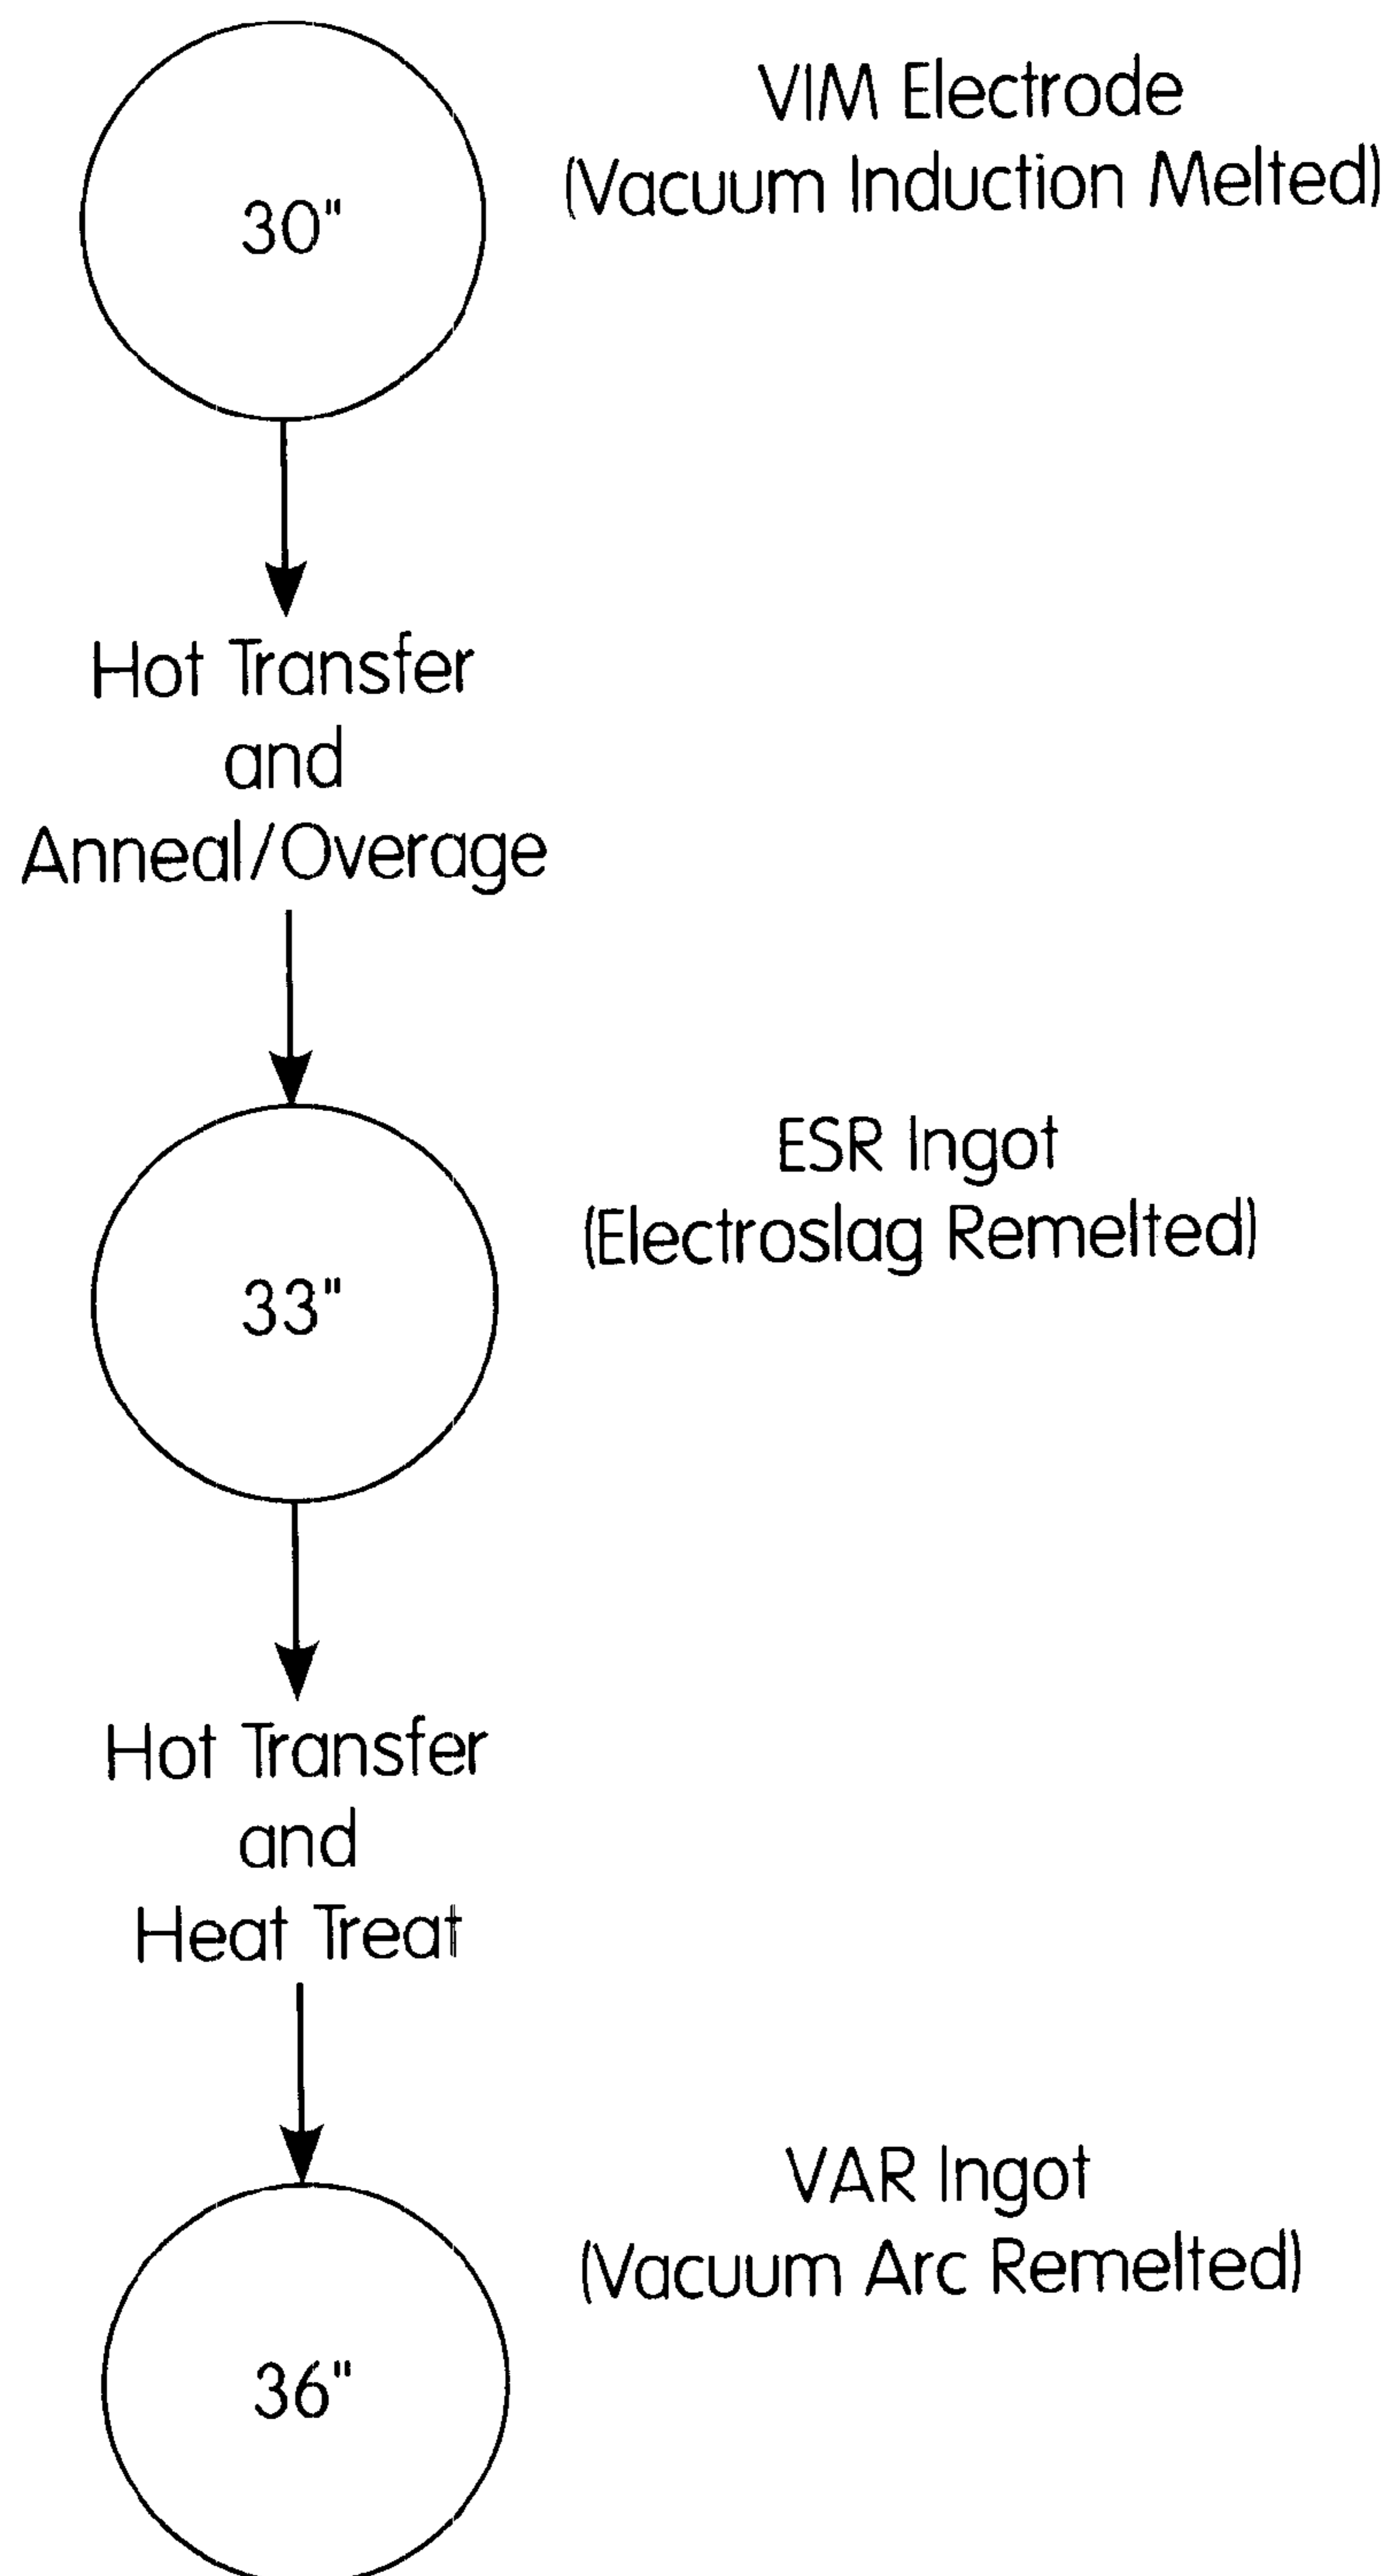 30"
VIM Electrode
(Vacuum Induction Melted)
Hot Transfer
and
Anneal/Overage
33"
ESR Ingot
(Electroslag Remelted)
Hot Transfer
and
Heat Treat
36"
VAR Ingot
(Vacuum Arc Remelted)